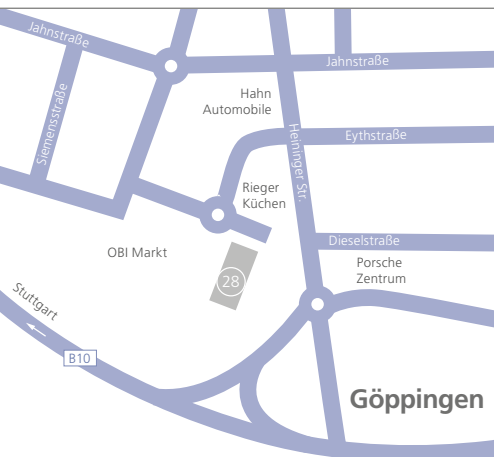 Jahnstraße
Jahnstraße
Hahn
Automobile
Siemensstraße
Heininger Str.
Eythstraße
Rieger
Küchen
Dieselstraße
OBI Markt
Porsche
Zentrum
28
Stuttgart
B10
Göppingen